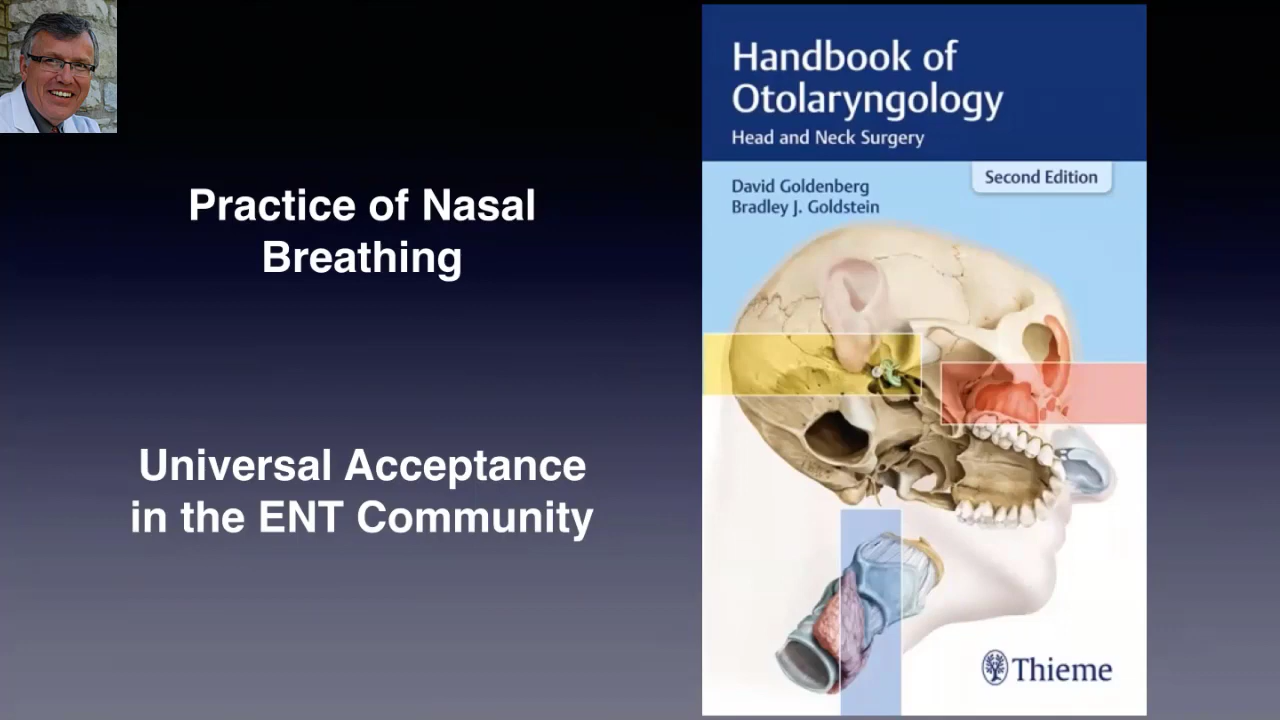 Practice of Nasal
Breathing
Universal Acceptance
in the ENT Community
Handbook of
Otolaryngology
Head and Neck Surgery
Second Edition
David Goldenberg
Bradley J. Goldstein
Thieme